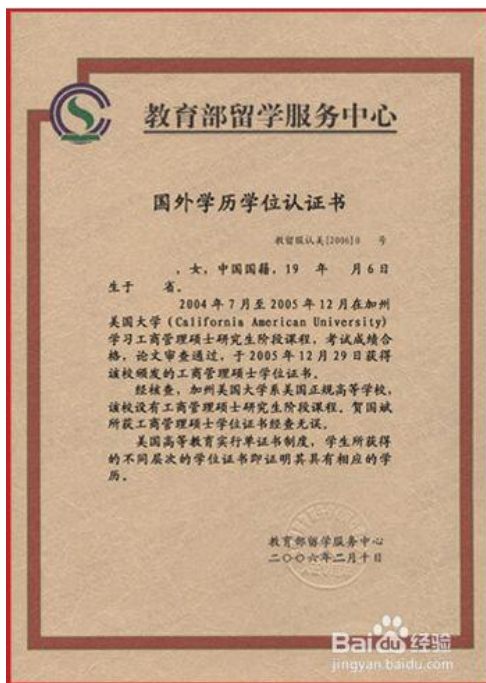 教育部留学服务中心
国外学历学位认证书
教留服认美[2006]0 号
，女，中国国籍，19 年 月6日
生于 省。
2004年7月至2005年12月在加州
美国大学（California American University）
学习工商管理硕士研究生阶段课程，考试成绩合
格，论文审查通过，于2005年12月29日获得
该校颁发的工商管理硕士学位证书。
经核查，加州美国大学系美国正规高等学校，
该校设有工商管理硕士研究生阶段课程。贺国斌
所获工商管理硕士学位证书经查无误。
美国高等教育实行单证书制度，学生所获得
的不同层次的学位证书即证明其具有相应的学
历。
教育部留学服务中心
二〇〇六年二月十日
Baidu 经验
jingyan.baidu.com